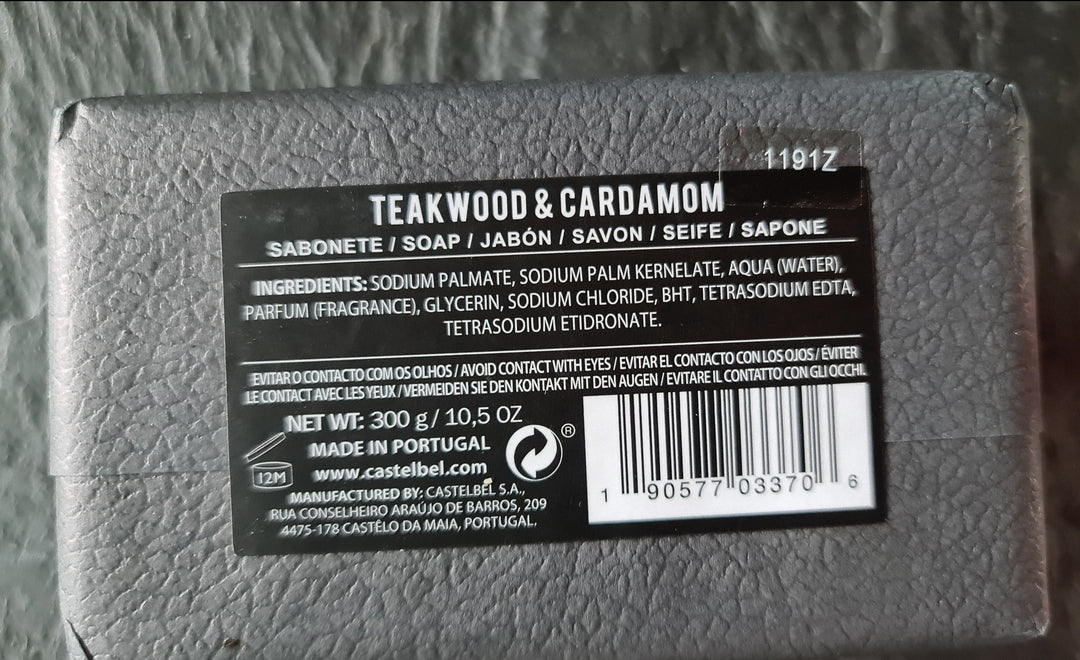 1191Z
TEAKWOOD & CARDAMOM
SABONETE / SOAP / JABÓN / SAVON / SEIFE / SAPONE
INGREDIENTS: SODIUM PALMATE, SODIUM PALM KERNELATE, AQUA (WATER),
PARFUM (FRAGRANCE), GLYCERIN, SODIUM CHLORIDE, BHT, TETRASODIUM EDTA,
TETRASODIUM ETIDRONATE.
EVITAR O CONTACTO COM OS OLHOS / AVOID CONTACT WITH EYES / EVITAR EL CONTACTO CON LOS OJOS / ÉVITER
LE CONTACT AVEC LES YEUX / VERMEIDEN SIE DEN KONTAKT MIT DEN AUGEN / EVITARE IL CONTATTO CON GLI OCCHI.
NET WT: 300 g / 10,5 OZ
MADE IN PORTUGAL
www.castelbel.com
12M
®
MANUFACTURED BY: CASTELBEL S.A.,
RUA CONSELHEIRO ARAÚJO DE BARROS, 209
4475-178 CASTÊLO DA MAIA, PORTUGAL.
1 90577 03370 6